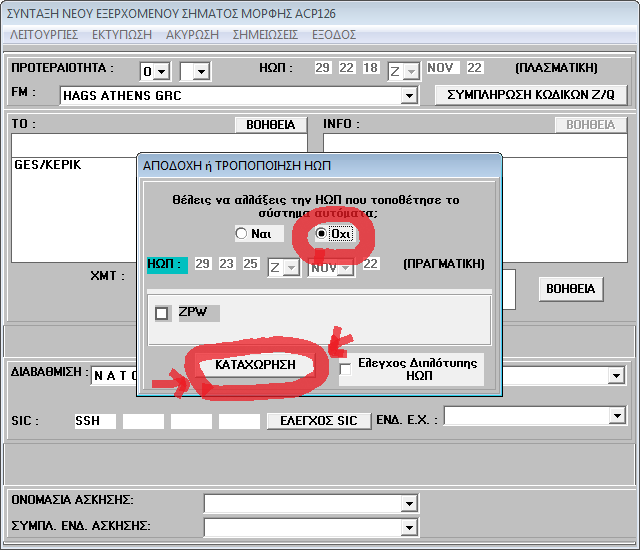 ΣΥΝΤΑΞΗ ΝΕΟΥ ΕΞΕΡΧΟΜΕΝΟΥ ΣΗΜΑΤΟΣ ΜΟΡΦΗΣ ACP126
ΛΕΙΤΟΥΡΓΙΕΣ ΕΚΤΥΠΩΣΗ ΑΚΥΡΩΣΗ ΣΗΜΕΙΩΣΕΙΣ ΕΞΟΔΟΣ
ΠΡΟΤΕΡΑΙΟΤΗΤΑ : O ΗΩΠ : 29 22 18 Z NOV 22 (ΠΛΑΣΜΑΤΙΚΗ)
FM : HAGS ATHENS GRC ΣΥΜΠΛΗΡΩΣΗ ΚΩΔΙΚΩΝ Z/Q
TO : ΒΟΗΘΕΙΑ INFO : ΒΟΗΘΕΙΑ
GES/KEPIK
ΑΠΟΔΟΧΗ ή ΤΡΟΠΟΠΟΙΗΣΗ ΗΩΠ
Θέλεις να αλλάξεις την ΗΩΠ που τοποθέτησε το
σύστημα αυτόματα;
Ναι Οχι
ΗΩΠ : 29 23 25 Z NOV 22 (ΠΡΑΓΜΑΤΙΚΗ)
XMT : ΒΟΗΘΕΙΑ
ZPW
ΚΑΤΑΧΩΡΗΣΗ Ελεγχος Διπλότυπης
ΗΩΠ
ΔΙΑΒΑΘΜΙΣΗ : N A T O
SIC : SSH ΕΛΕΓΧΟΣ SIC ΕΝΔ. Ε.Χ. :
ΟΝΟΜΑΣΙΑ ΑΣΚΗΣΗΣ:
ΣΥΜΠΛ. ΕΝΔ. ΑΣΚΗΣΗΣ: